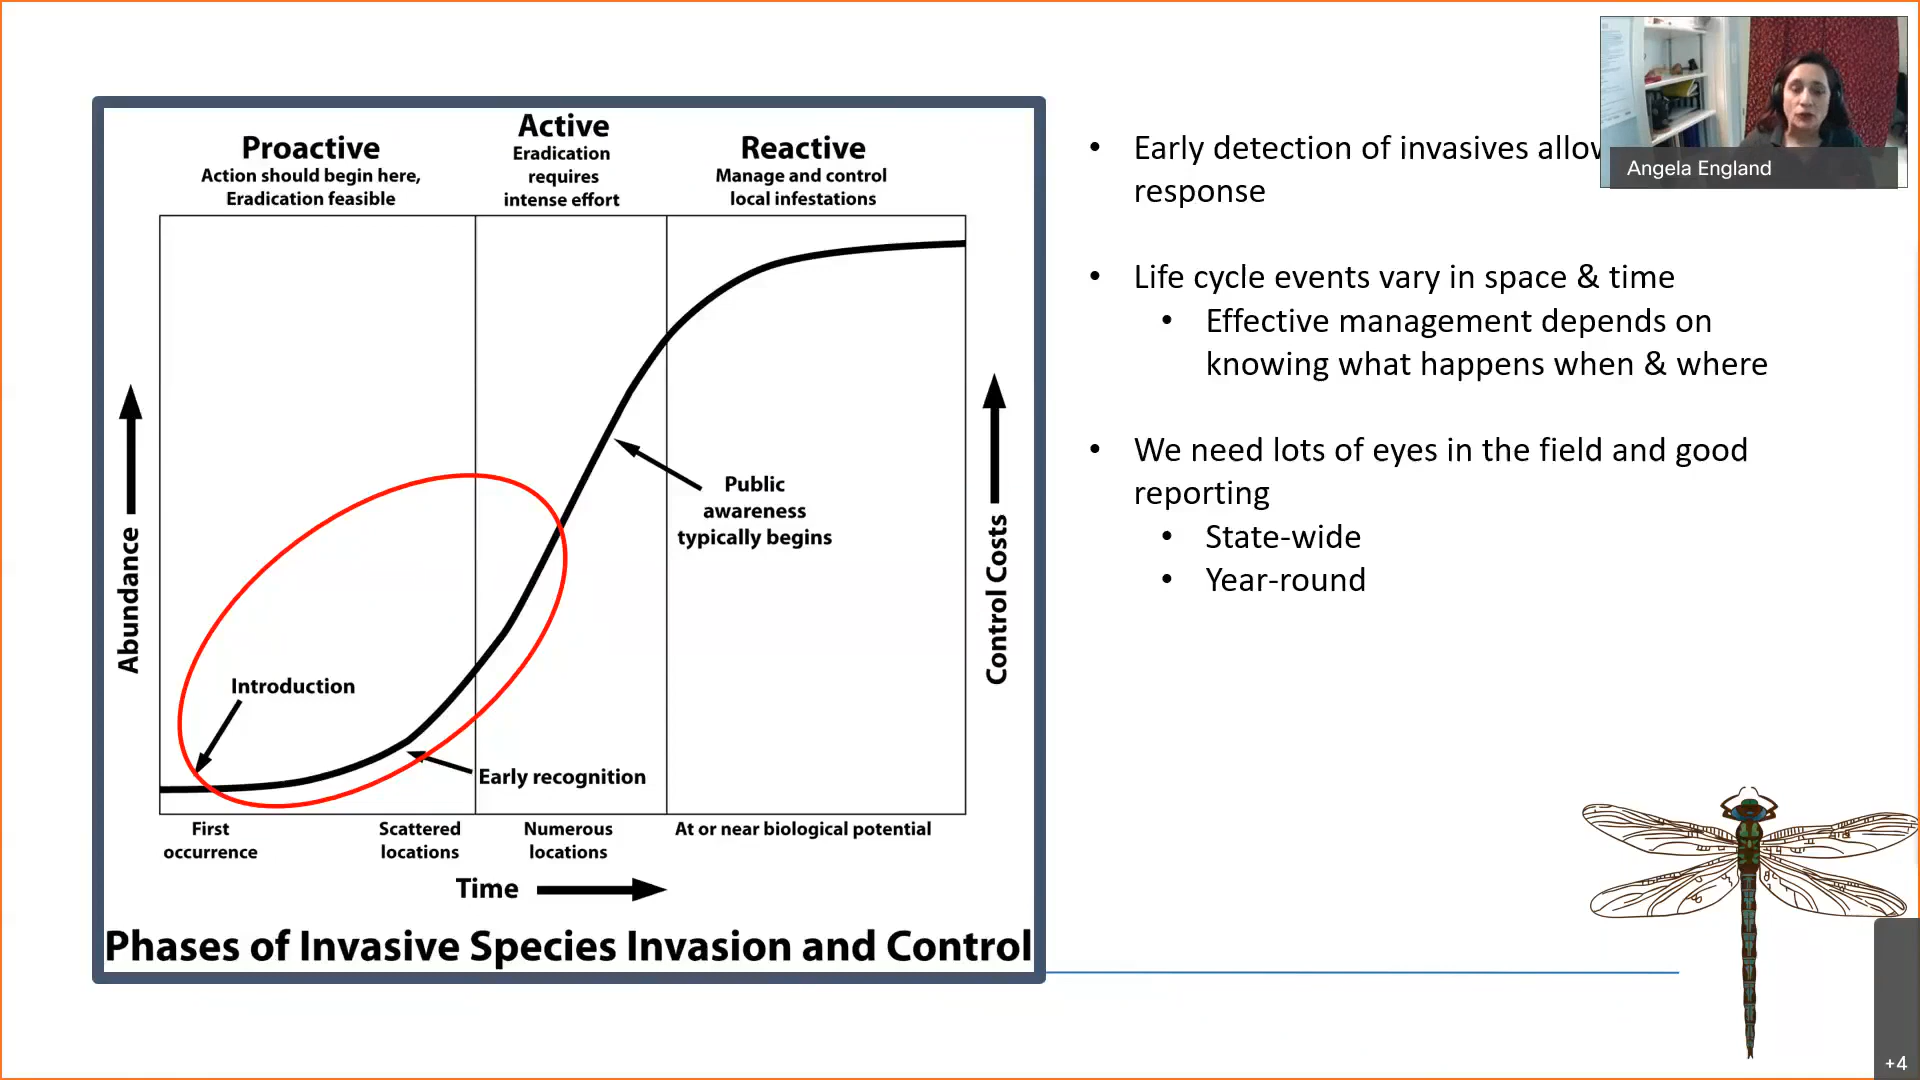 Proactive
Action should begin here,
Eradication feasible
Active
Eradication
requires
intense effort
Reactive
Manage and control
local infestations
Abundance
Control Costs
Public
awareness
typically begins
Introduction
Early recognition
First
occurrence
Scattered
locations
Numerous
locations
At or near biological potential
Time
Phases of Invasive Species Invasion and Control
• Early detection of invasives
response
• Life cycle events vary in space & time
• Effective management depends on
knowing what happens when & where
• We need lots of eyes in the field and good
reporting
• State-wide
• Year-round
Angela England
+4